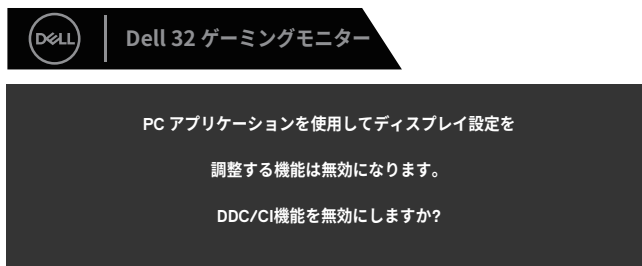 DELL
Dell 32 ゲーミングモニター
PC アプリケーションを使用してディスプレイ設定を
調整する機能は無効になります。
DDC/CI機能を無効にしますか?